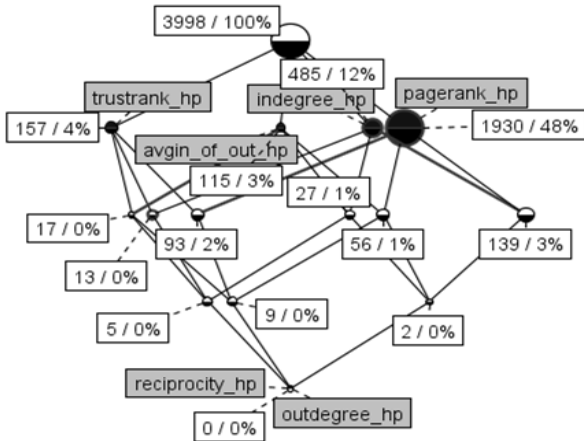 3998 / 100%
485 / 12%
trustrank_hp
indegree_hp
pagerank_hp
157 / 4%
1930 / 48%
avgin_of_out_hp
115 / 3%
27 / 1%
17 / 0%
93 / 2%
56 / 1%
139 / 3%
13 / 0%
5 / 0%
9 / 0%
2 / 0%
reciprocity_hp
outdegree_hp
0 / 0%